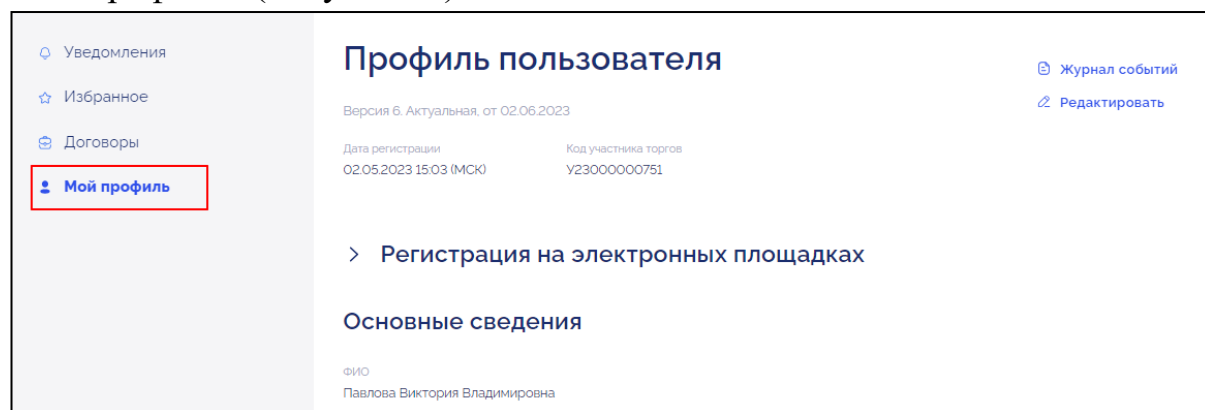 Уведомления
Избранное
Договоры
Мой профиль
Профиль пользователя
Версия 6. Актуальная, от 02.06.2023
Дата регистрации
02.05.2023 15:03 (МСК)
Код участника торгов
У23000000751
Журнал событий
Редактировать
Регистрация на электронных площадках
Основные сведения
ФИО
Павлова Виктория Владимировна